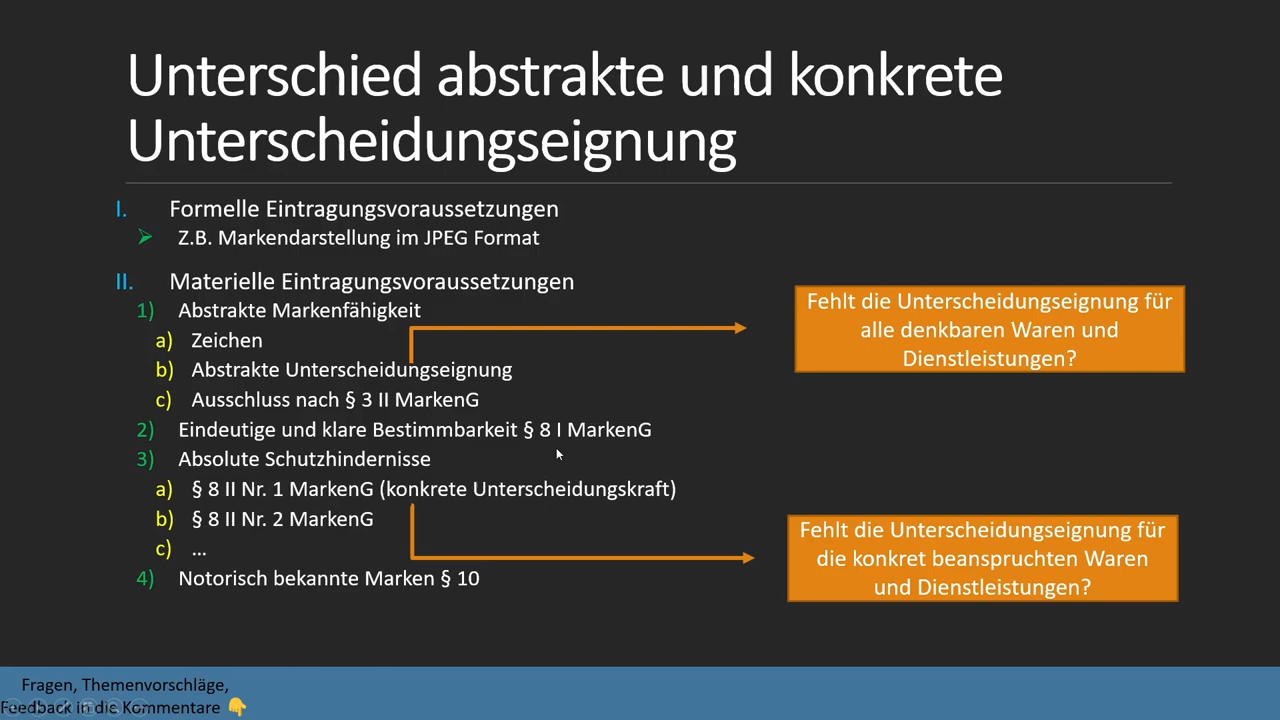 Unterschied abstrakte und konkrete
Unterscheidungseignung
I. Formelle Eintragungsvoraussetzungen
Z.B. Markendarstellung im JPEG Format
II. Materielle Eintragungsvoraussetzungen
1) Abstrakte Markenfähigkeit
a) Zeichen
b) Abstrakte Unterscheidungseignung
c) Ausschluss nach § 3 II MarkenG
2) Eindeutige und klare Bestimmbarkeit § 8 I MarkenG
3) Absolute Schutzhindernisse
a) § 8 II Nr. 1 MarkenG (konkrete Unterscheidungskraft)
b) § 8 II Nr. 2 MarkenG
c) ...
4) Notorisch bekannte Marken § 10
Fehlt die Unterscheidungseignung für
alle denkbaren Waren und
Dienstleistungen?
Fehlt die Unterscheidungseignung für
die konkret beanspruchten Waren
und Dienstleistungen?
Fragen, Themenvorschläge,
Feedback in die Kommentare 👇